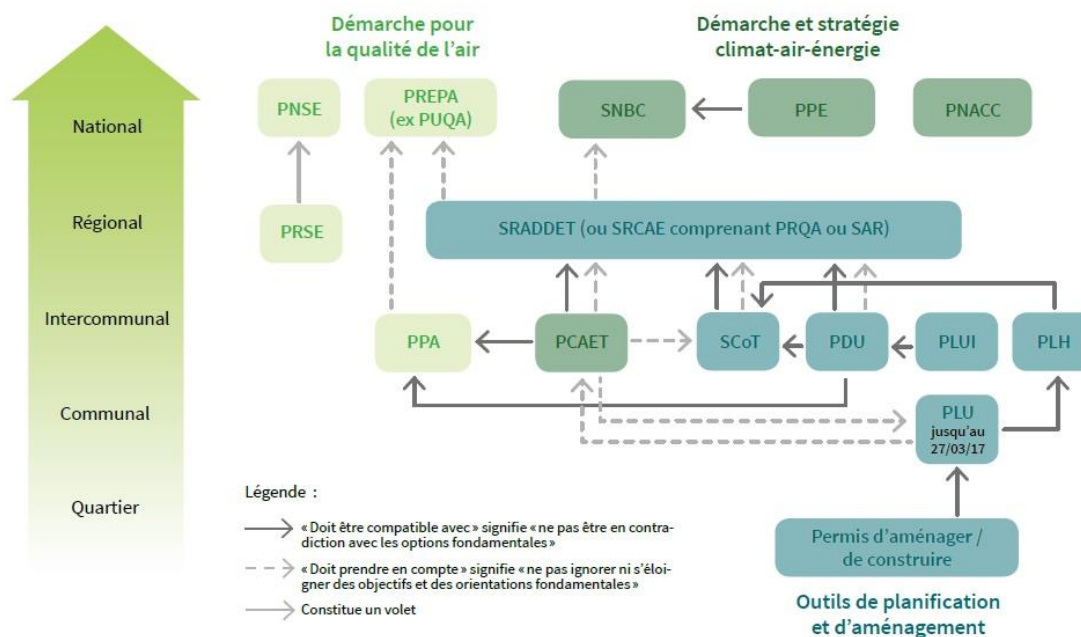 Démarche pour
la qualité de l’air
Démarche et stratégie
climat-air-énergie
National
PNSE
PREPA
(ex PUQA)
SNBC
PPE
PNACC
Régional
PRSE
SRADDET (ou SRCAE comprenant PRQA ou SAR)
Intercommunal
PPA
PCAET
SCoT
PDU
PLUI
PLH
Communal
PLU
jusqu’au
27/03/17
Quartier
Permis d’aménager /
de construire
Outils de planification
et d’aménagement
Légende :
« Doit être compatible avec » signifie « ne pas être en contra-
diction avec les options fondamentales »
« Doit prendre en compte » signifie « ne pas ignorer ni s’éloi-
gner des objectifs et des orientations fondamentales »
Constitue un volet